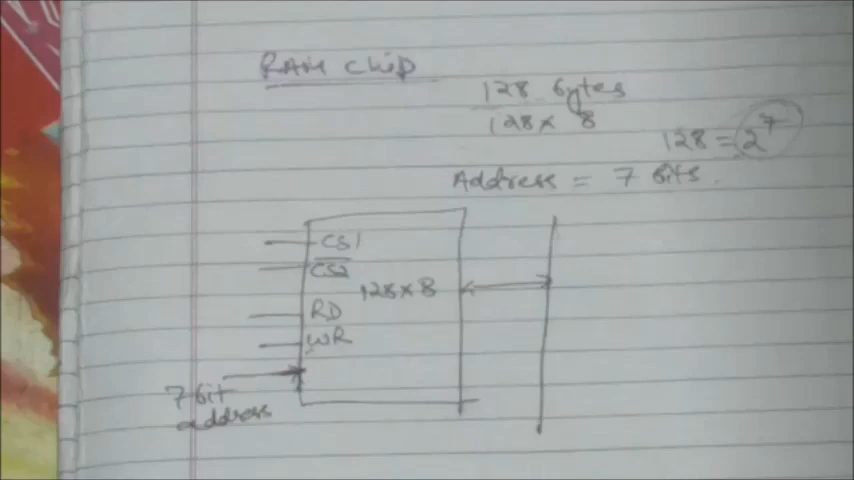 RAM chip
128 bytes
128 x 8
128 = 2^7
Address = 7 bits.
CS1
C̅S̅2̅
128 x 8
RD
WR
7 bit
address